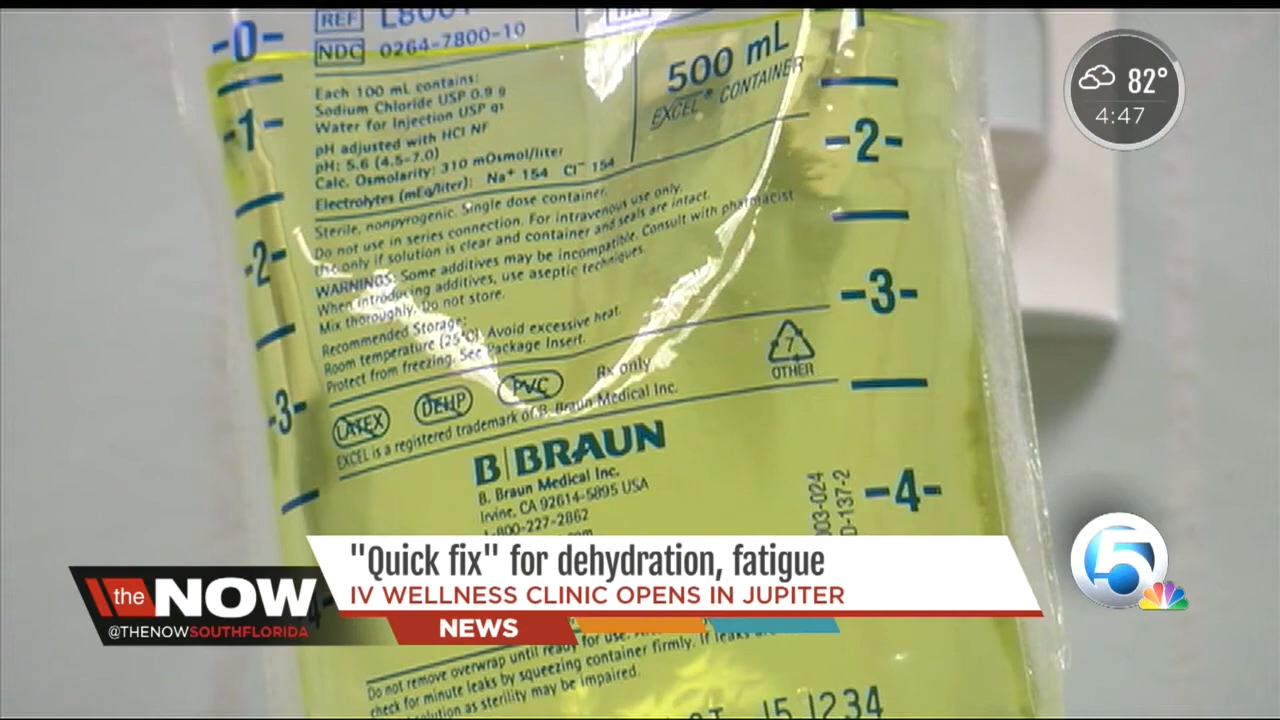 -0-
REF
NDC 0264-7800-10
Each 100 mL contains:
Sodium Chloride USP 0.9 g
Water for Injection USP qs
pH adjusted with HCl NF
pH: 5.6 (4.5-7.0)
Calc. Osmolarity: 310 mOsmol/liter
Electrolytes (mEq/liter): Na⁺ 154 Cl⁻ 154
500 mL
EXCEL® CONTAINER
Sterile, nonpyrogenic. Single dose container.
Do not use in series connection. For intravenous use only.
Use only if solution is clear and container and seals are intact.
WARNINGS: Some additives may be incompatible. Consult with pharmacist
When introducing additives, use aseptic techniques.
Mix thoroughly. Do not store.
Recommended Storage:
Room temperature (25°C). Avoid excessive heat.
Protect from freezing. See Package Insert.
LATEX DEHP PVC Rx only
7
OTHER
EXCEL is a registered trademark of B. Braun Medical Inc.
B|BRAUN
B. Braun Medical Inc.
Irvine, CA 92614-5895 USA
1-800-227-2862
-1-
-2-
-3-
-2-
-3-
-4-
82°
4:47
"Quick fix" for dehydration, fatigue
IV WELLNESS CLINIC OPENS IN JUPITER
NEWS
the NOW
@THENOWSOUTHFLORIDA
5
Do not remove overwrap until ready for use.
check for minute leaks by squeezing container firmly. If leaks
solution as sterility may be impaired.
1234